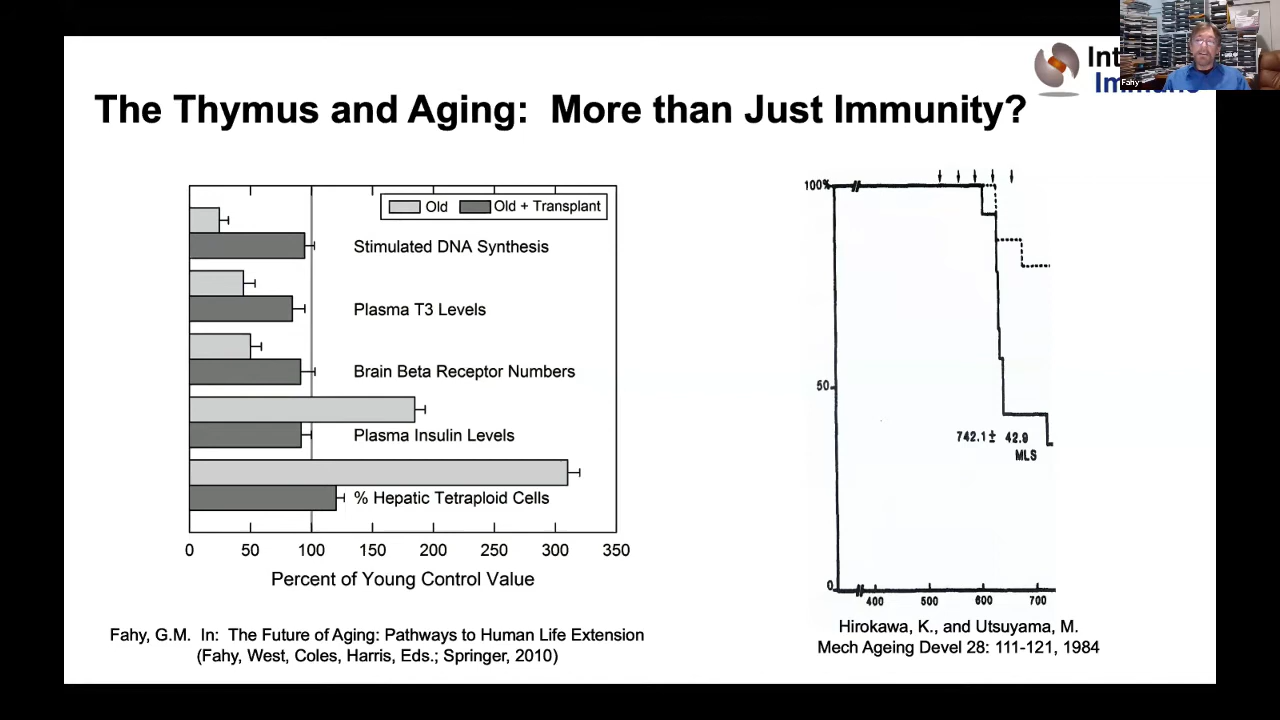 The Thymus and Aging: More than Just Immunity?
Fahy
Old
Old + Transplant
Stimulated DNA Synthesis
Plasma T3 Levels
Brain Beta Receptor Numbers
Plasma Insulin Levels
% Hepatic Tetraploid Cells
0 50 100 150 200 250 300 350
Percent of Young Control Value
Fahy, G.M. In: The Future of Aging: Pathways to Human Life Extension
(Fahy, West, Coles, Harris, Eds.; Springer, 2010)
100%
50
0
742.1± 42.9
MLS
400 500 600 700
Hirokawa, K., and Utsuyama, M.
Mech Ageing Devel 28: 111-121, 1984